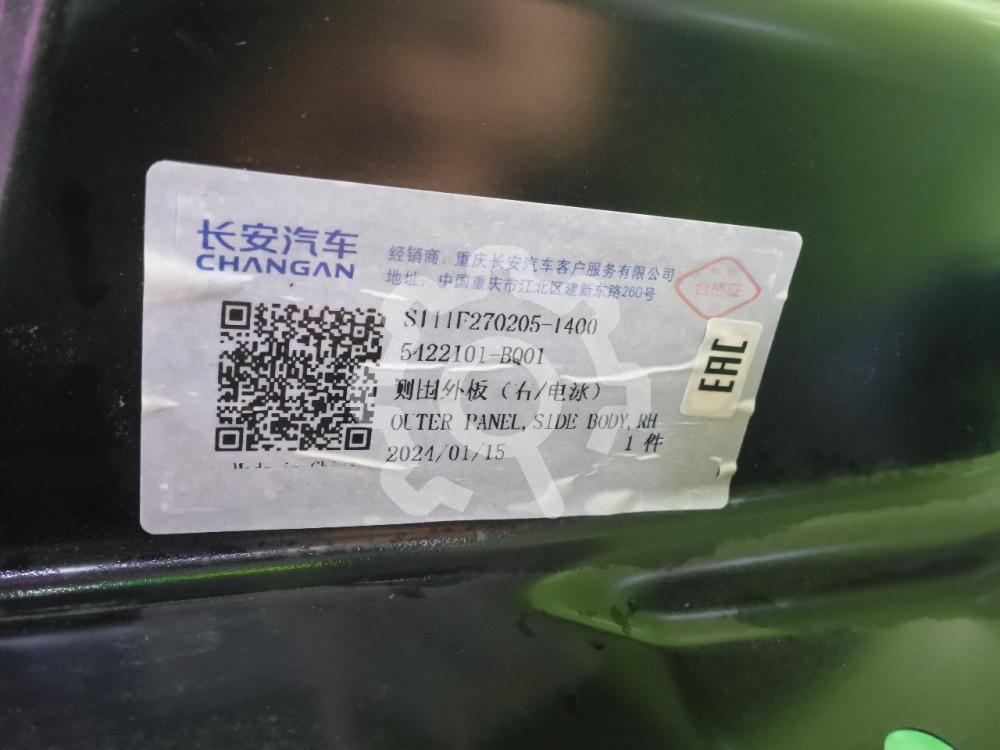 长安汽车
CHANGAN
经销商：重庆长安汽车客户服务有限公司
地址：中国重庆市江北区建新东路260号
合格证
S111F270205-1400
5422101-BQ01
侧围外板（右/电泳）
OUTER PANEL, SIDE BODY, RH
2024/01/15
1 件
EAC
Made in China